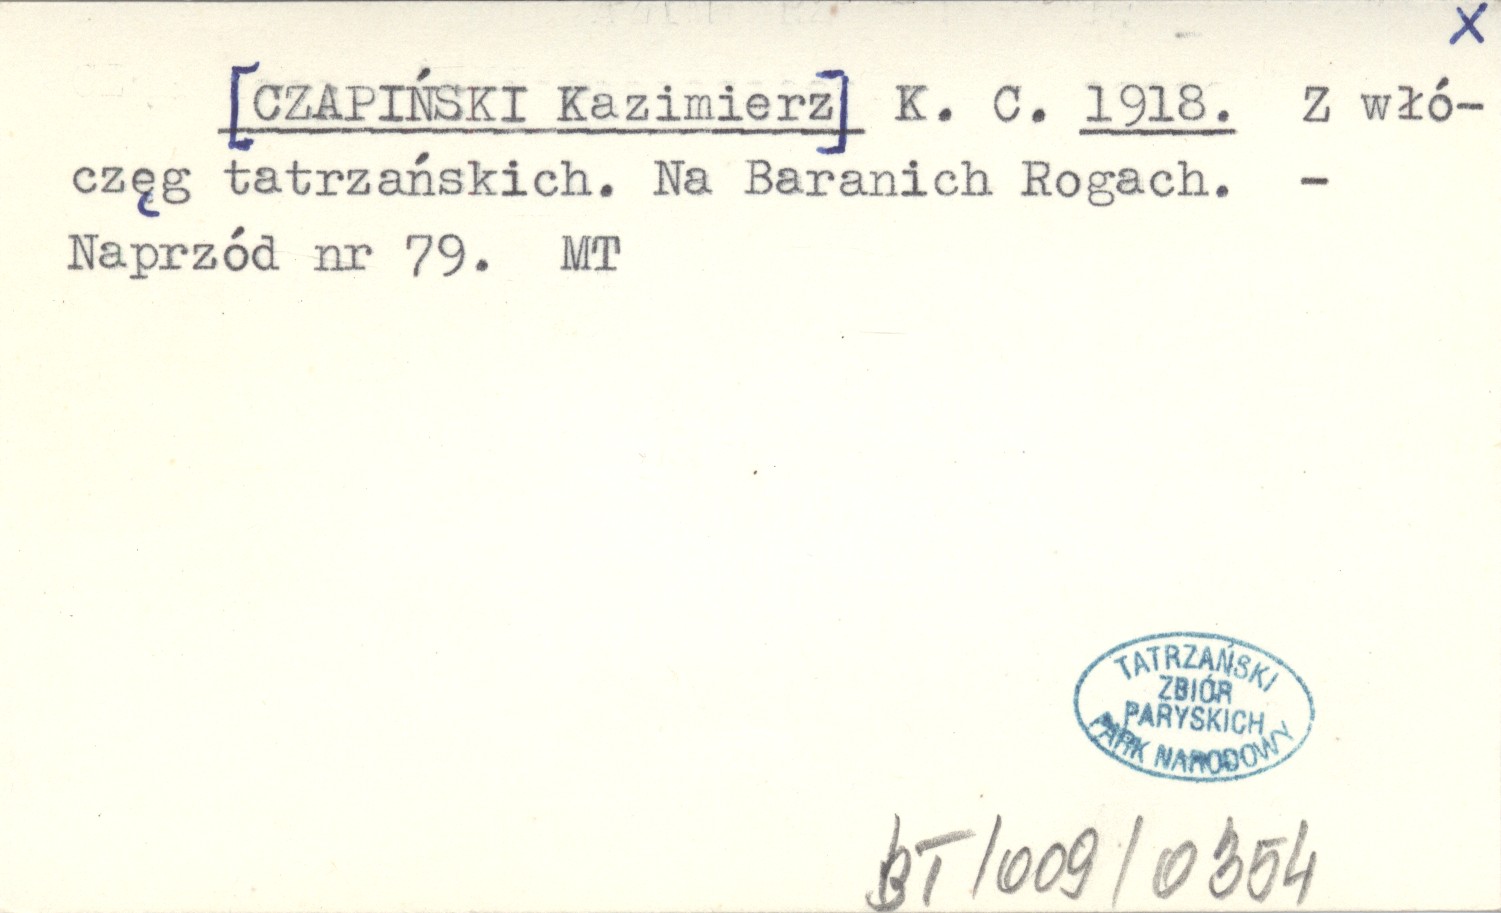 X
[CZAPIŃSKI Kazimierz] K. C. 1918. Z włó-
częg tatrzańskich. Na Baranich Rogach. -
Naprzód nr 79. MT
TATRZAŃSKI
ZBIÓR
PARYSKICH
PARK NARODOWY
BT/009/0354